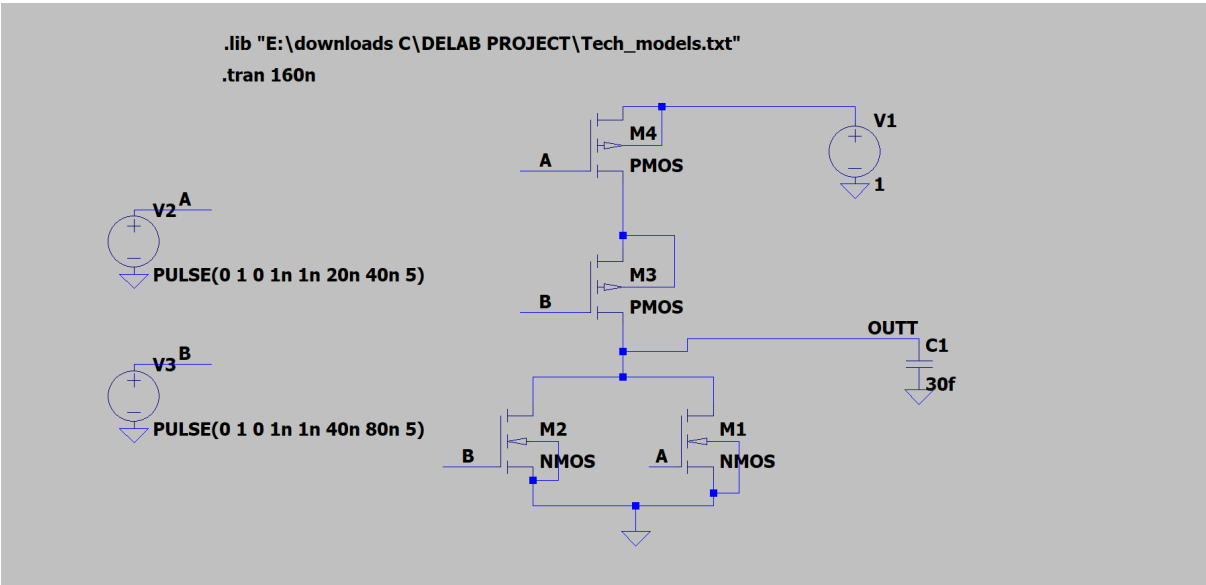 .lib "E:\downloads C\DELAB PROJECT\Tech_models.txt"
.tran 160n
M4
PMOS
A
V1
1
V2
A
PULSE(0 1 0 1n 1n 20n 40n 5)
M3
PMOS
B
V3
B
PULSE(0 1 0 1n 1n 40n 80n 5)
OUTT
C1
30f
M2
NMOS
B
M1
NMOS
A